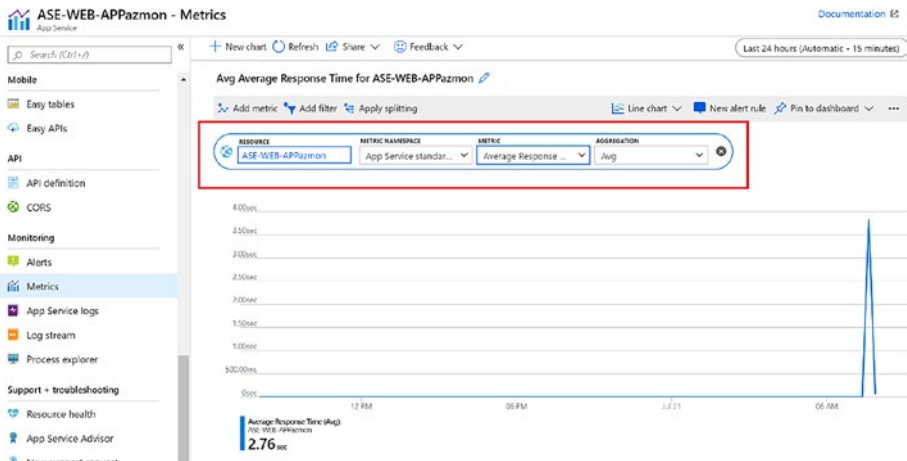 ASE-WEB-APPazmon - Metrics
App Service
Documentation
Search (Ctrl+/)
«
Mobile
Easy tables
Easy APIs
API
API definition
CORS
Monitoring
Alerts
Metrics
App Service logs
Log stream
Process explorer
Support + troubleshooting
Resource health
App Service Advisor
New support request
+ New chart Refresh Share Feedback
Last 24 hours (Automatic - 15 minutes)
Avg Average Response Time for ASE-WEB-APPazmon
Add metric Add filter Apply splitting Line chart New alert rule Pin to dashboard ...
RESOURCE METRIC NAMESPACE METRIC AGGREGATION
ASE-WEB-APPazmon App Service standar... Average Response ... Avg
4.00sec
3.50sec
3.00sec
2.50sec
2.00sec
1.50sec
1.00sec
500.00ms
0sec
12 PM 06 PM Jul 21 06 AM
Average Response Time (Avg)
ASE-WEB-APPazmon
2.76 sec